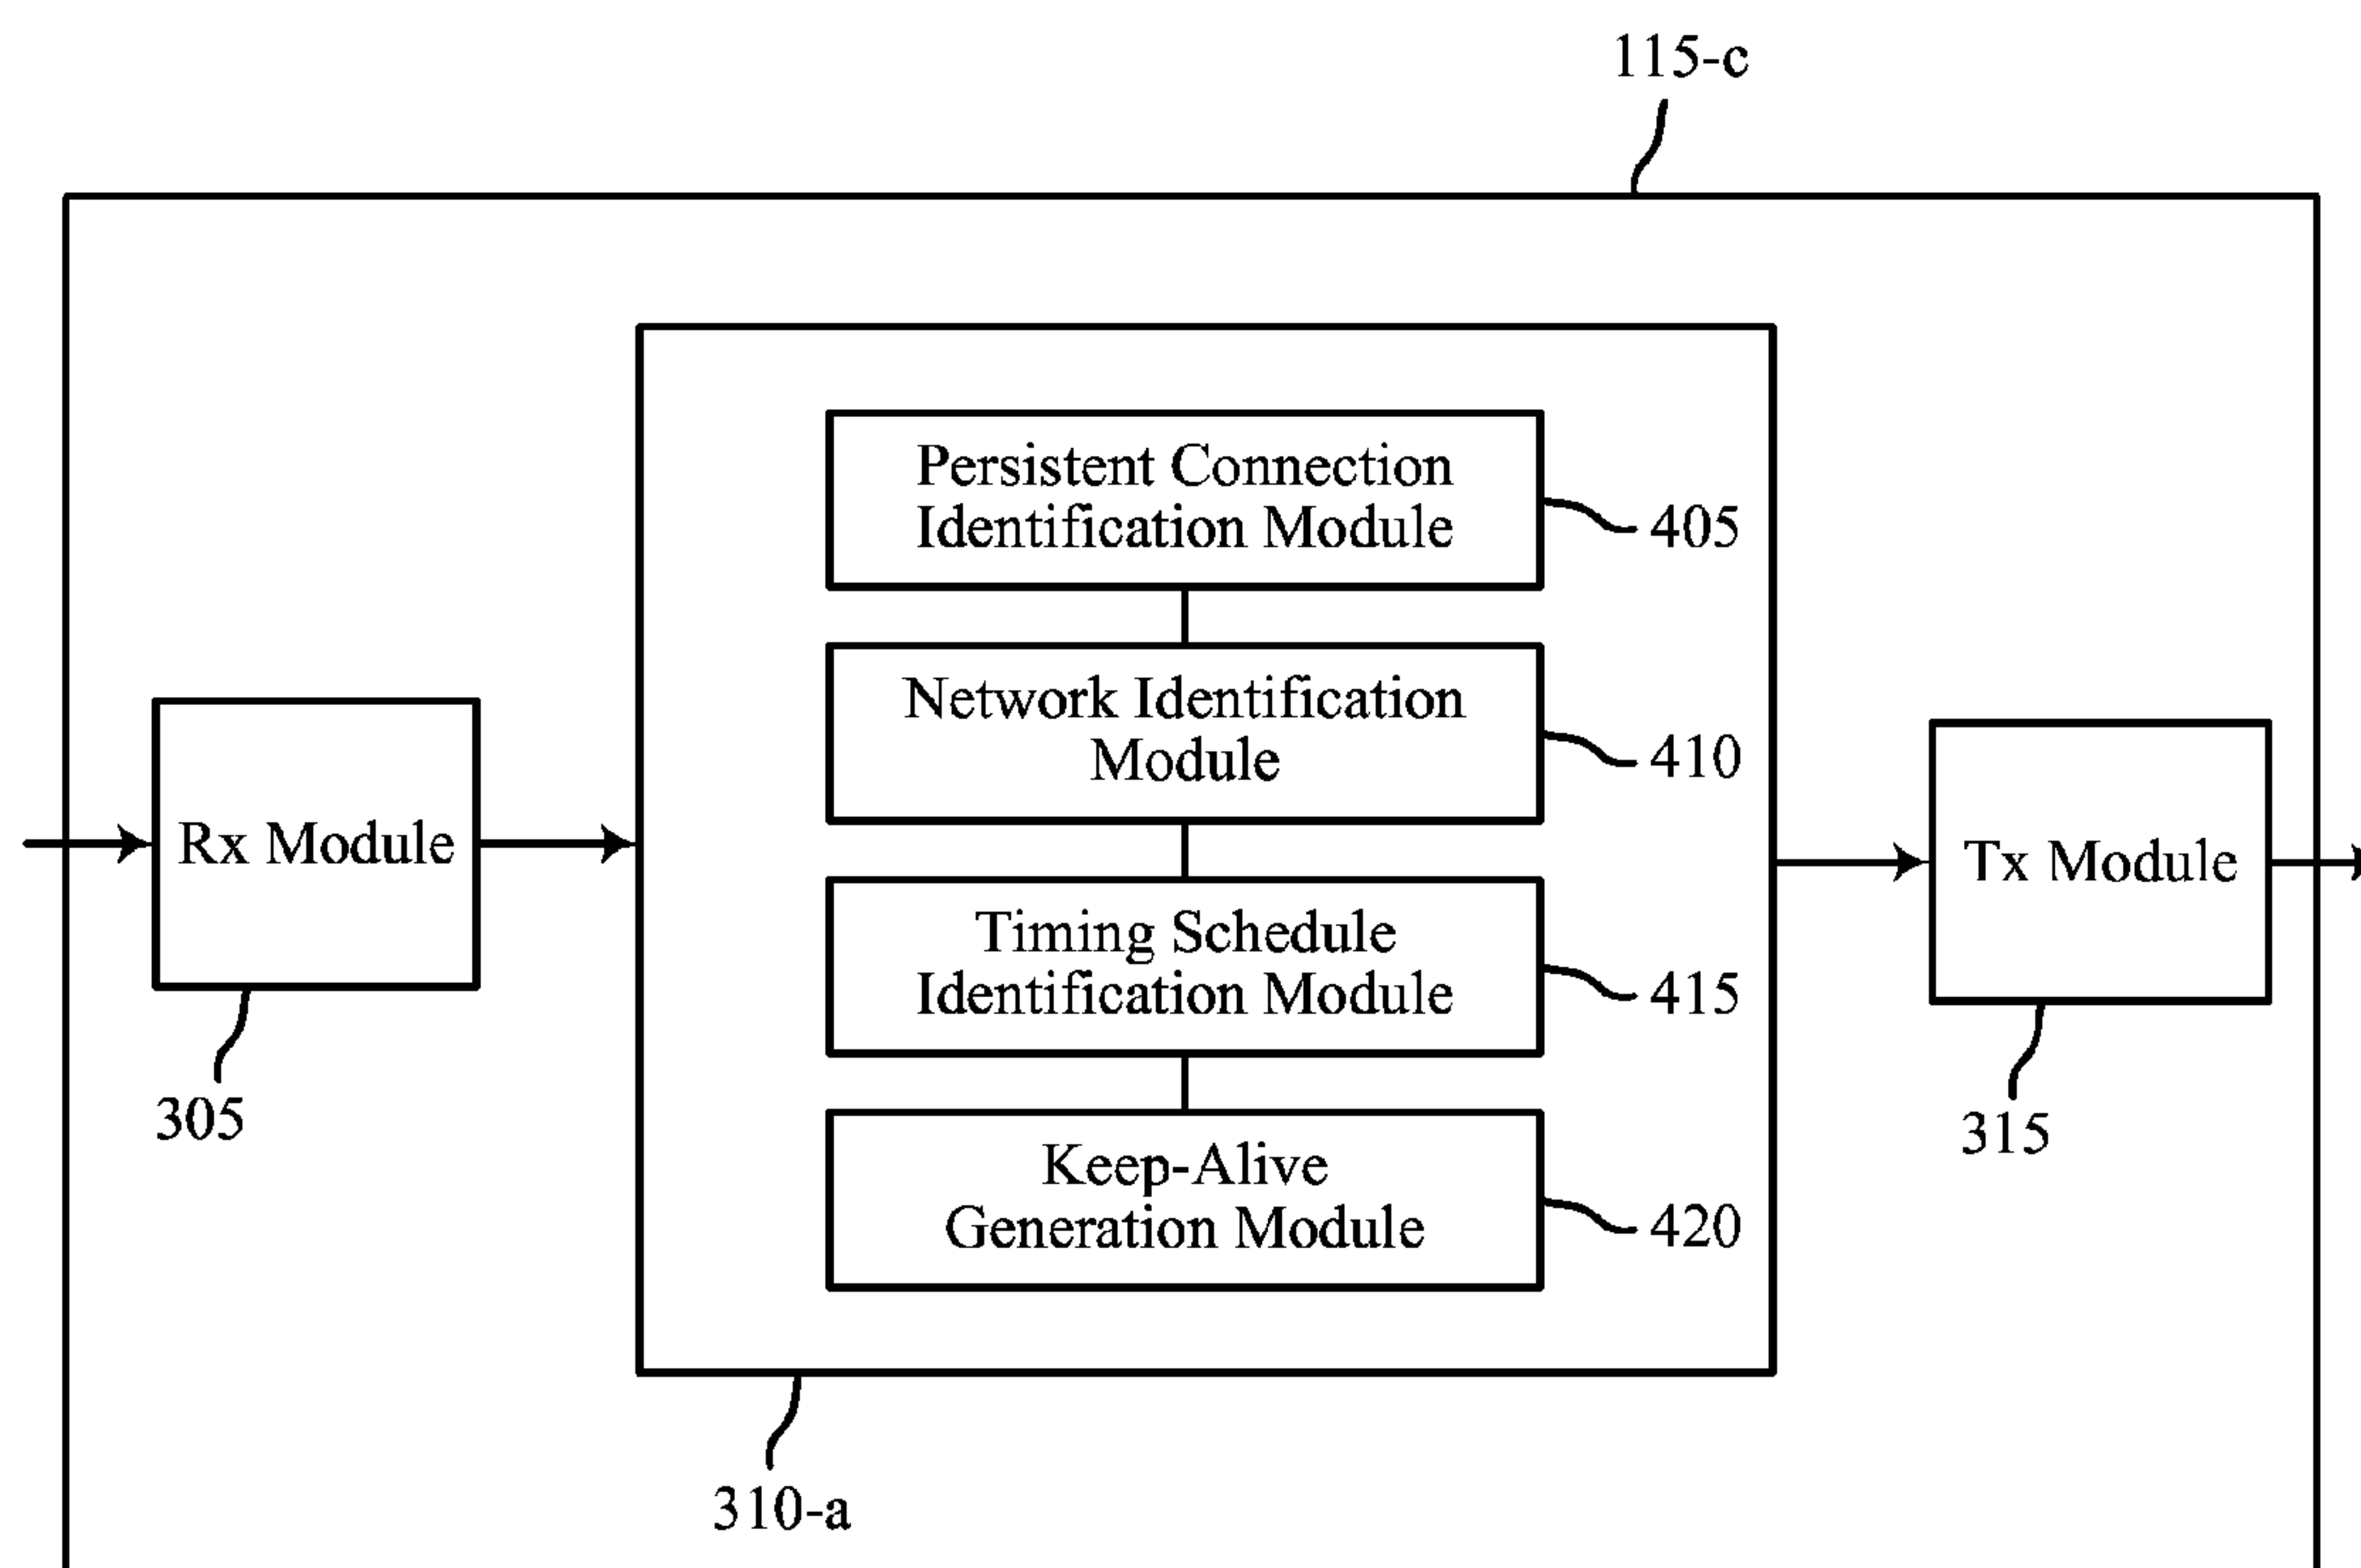 115-c
Persistent Connection
Identification Module
405
Network Identification
Module
410
Rx Module
Timing Schedule
Identification Module
415
Tx Module
305
Keep-Alive
Generation Module
420
315
310-a